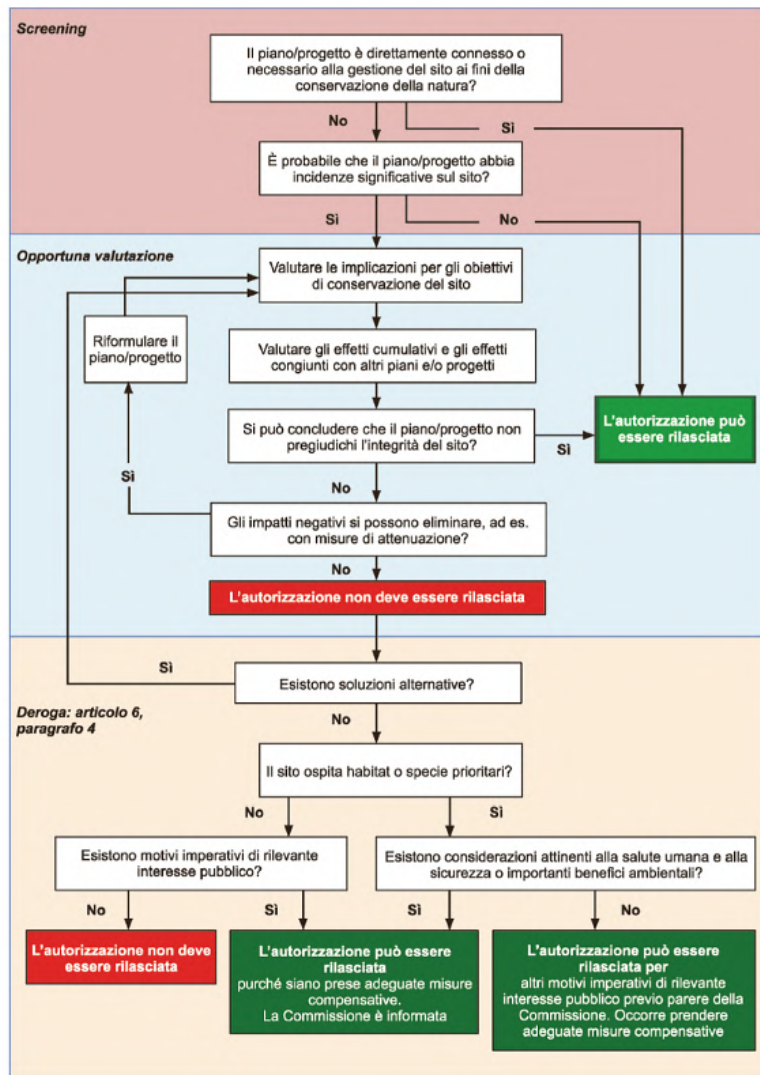 Screening
Il piano/progetto è direttamente connesso o
necessario alla gestione del sito ai fini della
conservazione della natura?
No
Sì
È probabile che il piano/progetto abbia
incidenze significative sul sito?
Sì
No
Opportuna valutazione
Valutare le implicazioni per gli obiettivi
di conservazione del sito
Riformulare il
piano/progetto
Valutare gli effetti cumulativi e gli effetti
congiunti con altri piani e/o progetti
L'autorizzazione può
essere rilasciata
Si può concludere che il piano/progetto non
pregiudichi l'integrità del sito?
Sì
Sì
No
Gli impatti negativi si possono eliminare, ad es.
con misure di attenuazione?
No
L'autorizzazione non deve essere rilasciata
Sì
Esistono soluzioni alternative?
Deroga: articolo 6,
paragrafo 4
No
Il sito ospita habitat o specie prioritari?
No
Sì
Esistono motivi imperativi di rilevante
interesse pubblico?
Esistono considerazioni attinenti alla salute umana e alla
sicurezza o importanti benefici ambientali?
No
Sì
Sì
No
L'autorizzazione non deve
essere rilasciata
L'autorizzazione può essere
rilasciata
purché siano prese adeguate misure
compensative.
La Commissione è informata
L'autorizzazione può essere
rilasciata per
altri motivi imperativi di rilevante
interesse pubblico previo parere della
Commissione. Occorre prendere
adeguate misure compensative